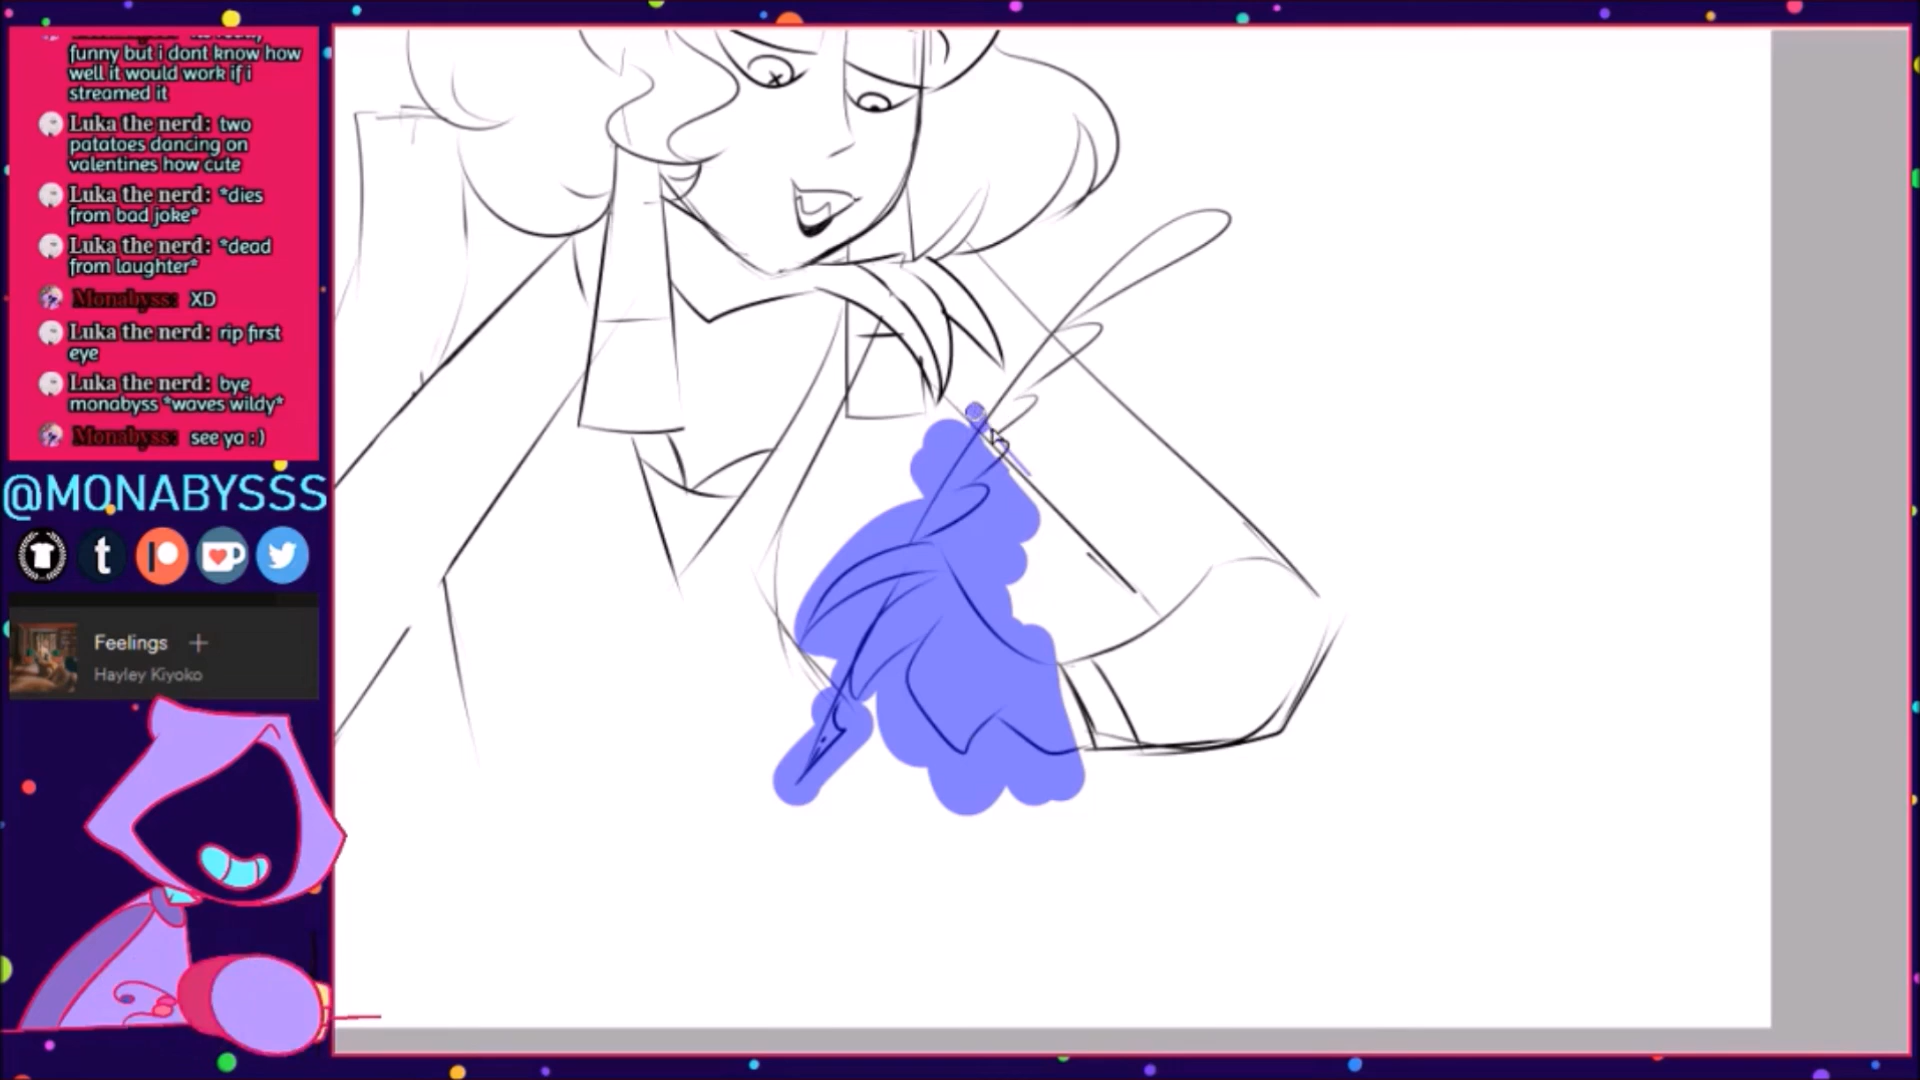 funny but i dont know how
well it would work if i
streamed it
Luka the nerd: two
patatoes dancing on
valentines how cute
Luka the nerd: *dies
from bad joke*
Luka the nerd: *dead
from laughter*
Monabyss: XD
Luka the nerd: rip first
eye
Luka the nerd: bye
monabyss *waves wildy*
Monabyss: see ya :)
@MONABYSSS
Feelings +
Hayley Kiyoko